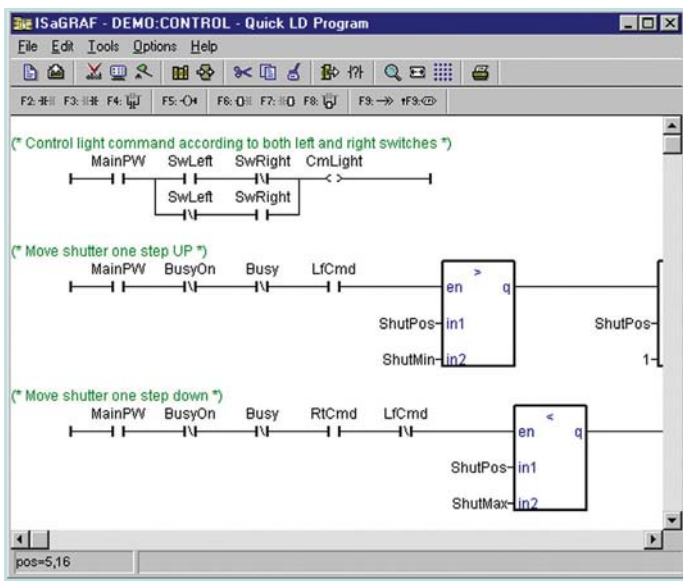 ISaGRAF - DEMO:CONTROL - Quick LD Program
File Edit Tools Options Help
F2: F3: F4: F5: F6: F7: F8: F9: ⇑F9:
(* Control light command according to both left and right switches *)
MainPW SwLeft SwRight CmLight
SwLeft SwRight
(* Move shutter one step UP *)
MainPW BusyOn Busy LfCmd
>
en q
ShutPos in1 ShutPos
ShutMin in2 1
(* Move shutter one step down *)
MainPW BusyOn Busy RtCmd LfCmd
<
en q
ShutPos in1
ShutMax in2
pos=5,16